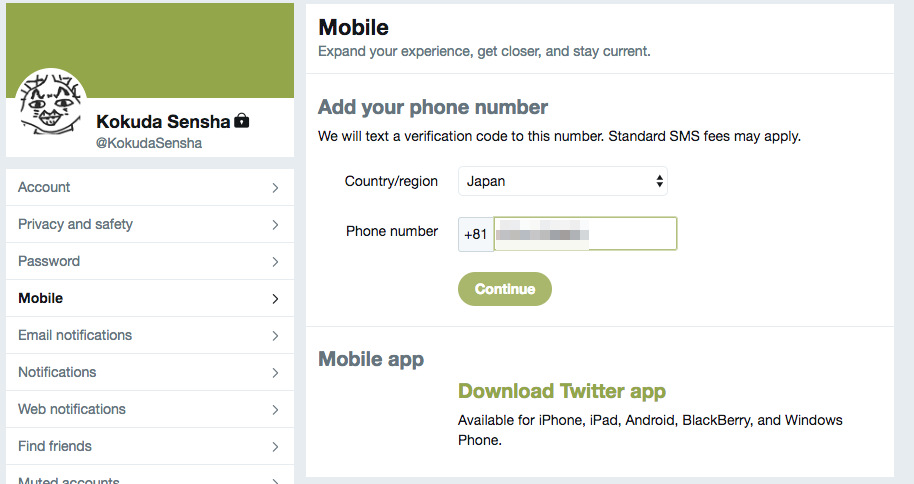 Kokuda Sensha
@KokudaSensha
Account
Privacy and safety
Password
Mobile
Email notifications
Notifications
Web notifications
Find friends
Muted accounts
Mobile
Expand your experience, get closer, and stay current.
Add your phone number
We will text a verification code to this number. Standard SMS fees may apply.
Country/region Japan
Phone number +81
Continue
Mobile app
Download Twitter app
Available for iPhone, iPad, Android, BlackBerry, and Windows
Phone.